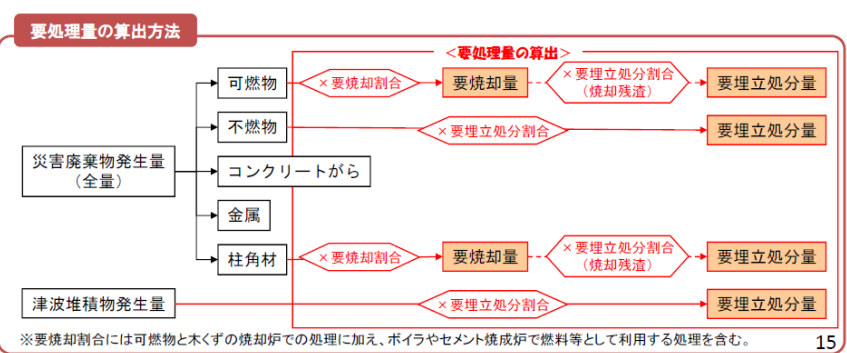 要処理量の算出方法
＜要処理量の算出＞
可燃物
×要焼却割合
要焼却量
×要埋立処分割合
（焼却残渣）
要埋立処分量
不燃物
×要埋立処分割合
要埋立処分量
災害廃棄物発生量
（全量）
コンクリートがら
金属
柱角材
×要焼却割合
要焼却量
×要埋立処分割合
（焼却残渣）
要埋立処分量
津波堆積物発生量
×要埋立処分割合
要埋立処分量
※要焼却割合には可燃物と木くずの焼却炉での処理に加え、ボイラやセメント焼成炉で燃料等として利用する処理を含む。
15